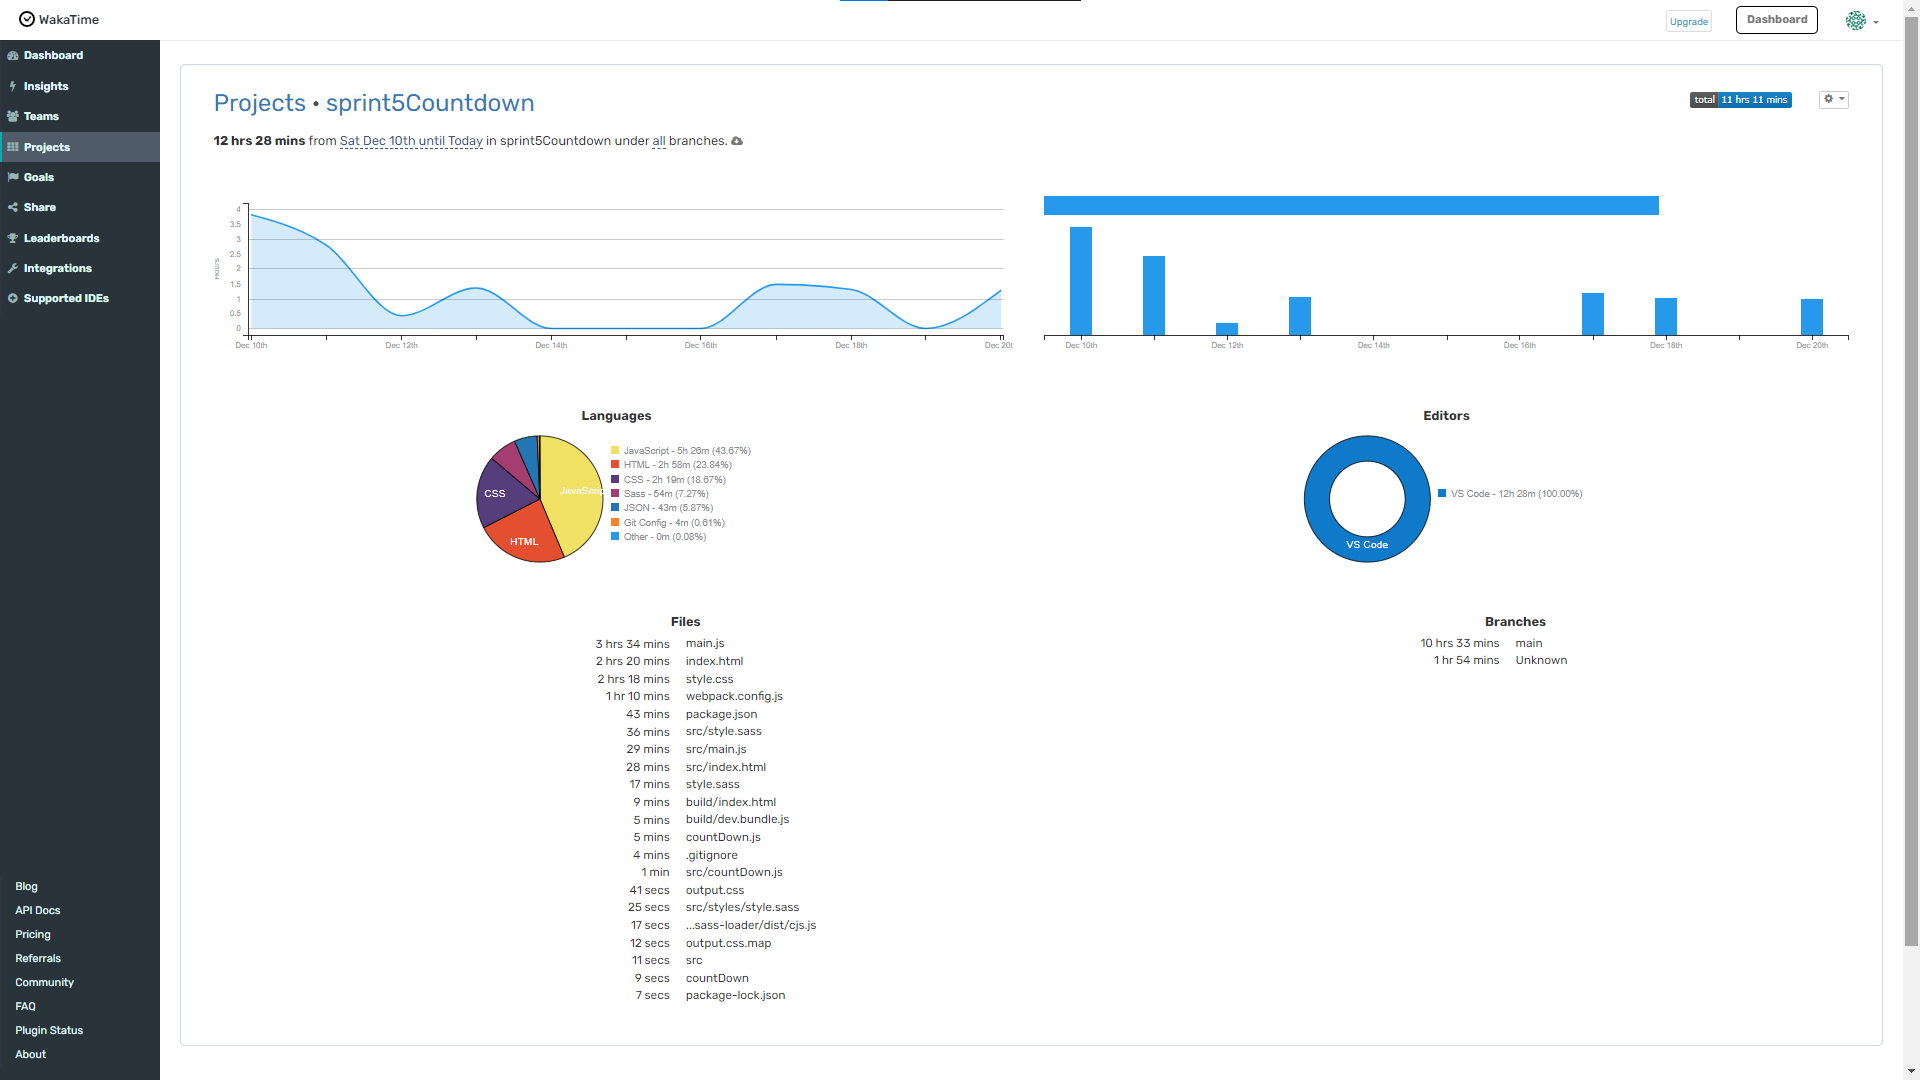 WakaTime
Upgrade
Dashboard
Dashboard
Insights
Teams
Projects
Goals
Share
Leaderboards
Integrations
Supported IDEs
Blog
API Docs
Pricing
Referrals
Community
FAQ
Plugin Status
About
Projects • sprint5Countdown
total 11 hrs 11 mins
12 hrs 28 mins from Sat Dec 10th until Today in sprint5Countdown under all branches.
Hours
4
3.5
3
2.5
2
1.5
1
0.5
0
Dec 10th
Dec 12th
Dec 14th
Dec 16th
Dec 18th
Dec 20t
Dec 10th
Dec 12th
Dec 14th
Dec 16th
Dec 18th
Dec 20th
Languages
CSS
JavaScrip
HTML
JavaScript - 5h 26m (43.67%)
HTML - 2h 58m (23.84%)
CSS - 2h 19m (18.67%)
Sass - 54m (7.27%)
JSON - 43m (5.87%)
Git Config - 4m (0.61%)
Other - 0m (0.08%)
Editors
VS Code
VS Code - 12h 28m (100.00%)
Files
3 hrs 34 mins main.js
2 hrs 20 mins index.html
2 hrs 18 mins style.css
1 hr 10 mins webpack.config.js
43 mins package.json
36 mins src/style.sass
29 mins src/main.js
28 mins src/index.html
17 mins style.sass
9 mins build/index.html
5 mins build/dev.bundle.js
5 mins countDown.js
4 mins .gitignore
1 min src/countDown.js
41 secs output.css
25 secs src/styles/style.sass
17 secs ...sass-loader/dist/cjs.js
12 secs output.css.map
11 secs src
9 secs countDown
7 secs package-lock.json
Branches
10 hrs 33 mins main
1 hr 54 mins Unknown